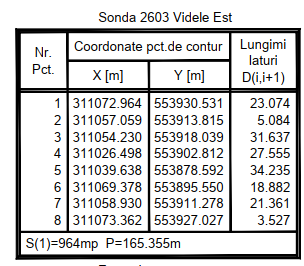 Sonda 2603 Videle Est
Nr. Pct. Coordonate pct.de contur Lungimi laturi D(i,i+1)
X [m] Y [m]
1 311072.964 553930.531 23.074
2 311057.059 553913.815 5.084
3 311054.230 553918.039 31.637
4 311026.498 553902.812 27.555
5 311039.638 553878.592 34.235
6 311069.378 553895.550 18.882
7 311058.930 553911.278 21.361
8 311073.362 553927.027 3.527
S(1)=964mp P=165.355m